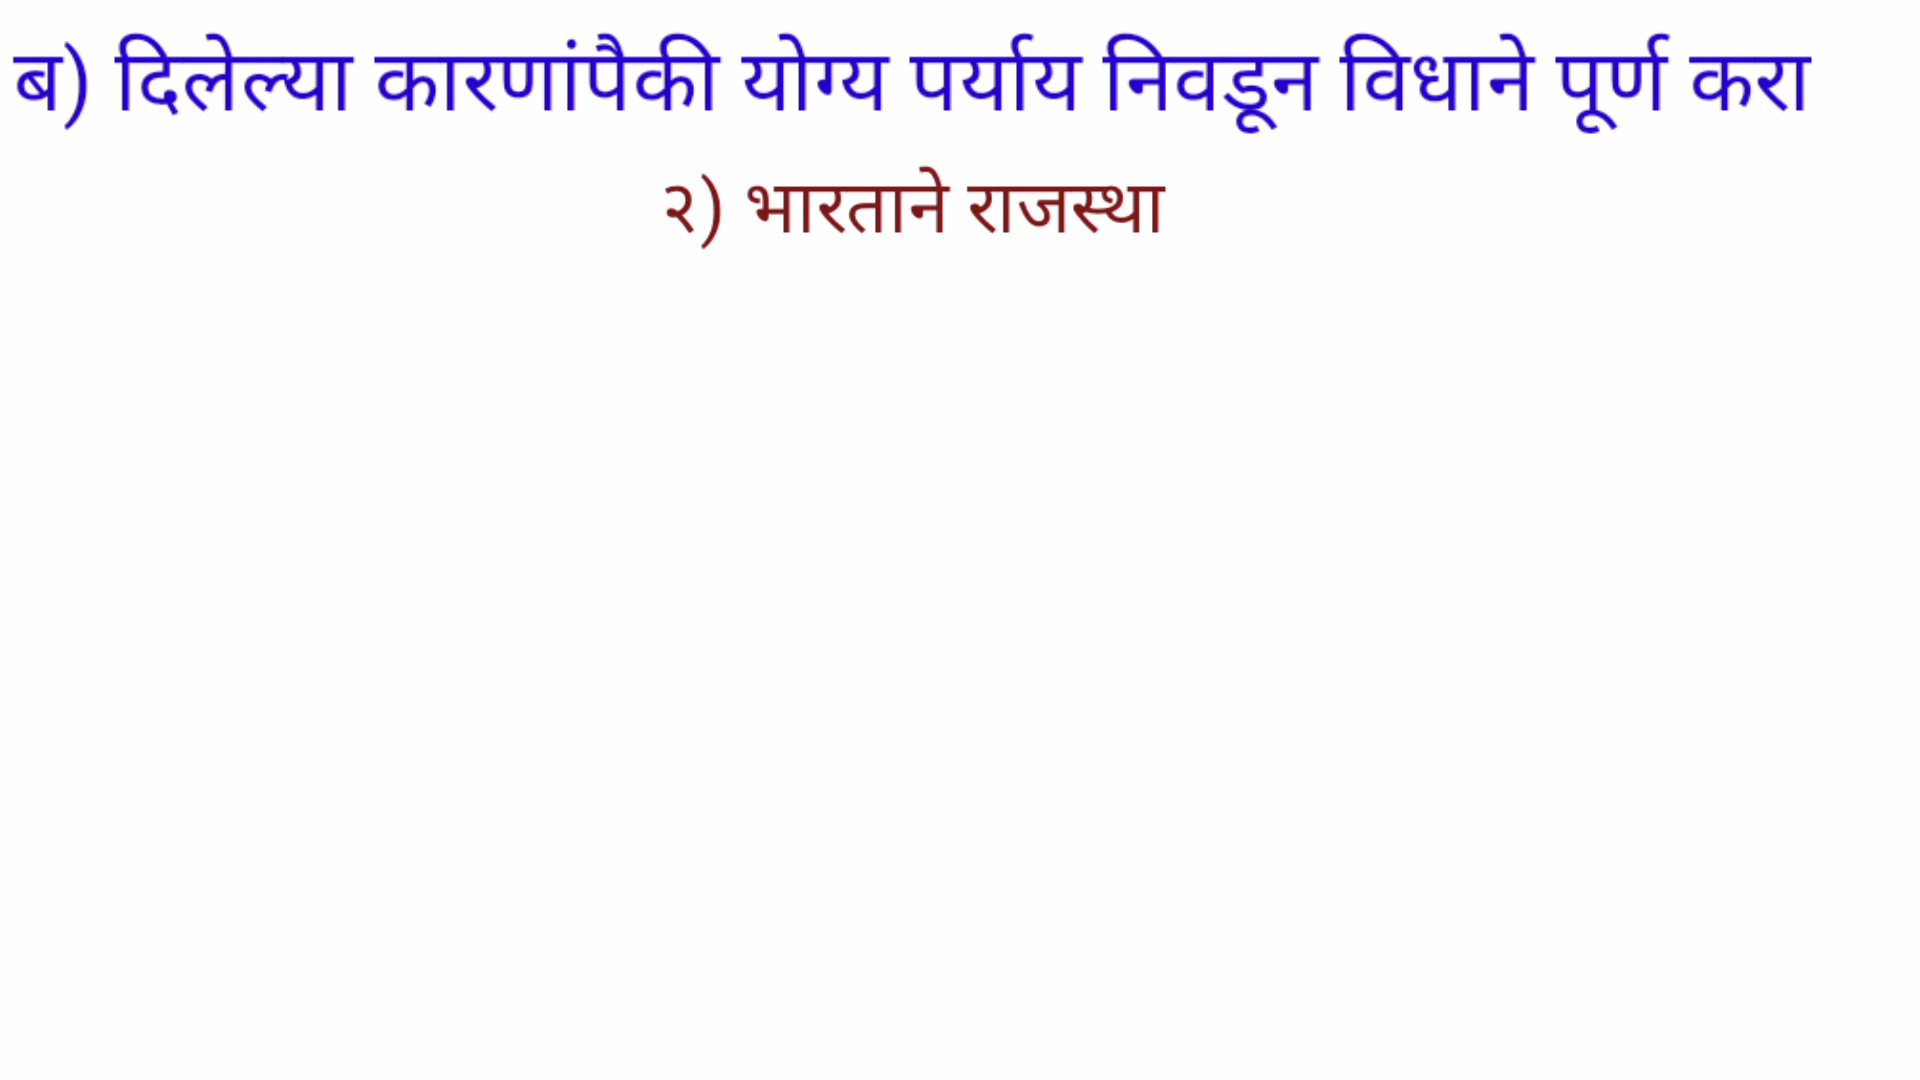 ब) दिलेल्या कारणांपैकी योग्य पर्याय निवडून विधाने पूर्ण करा
२) भारताने राजस्था